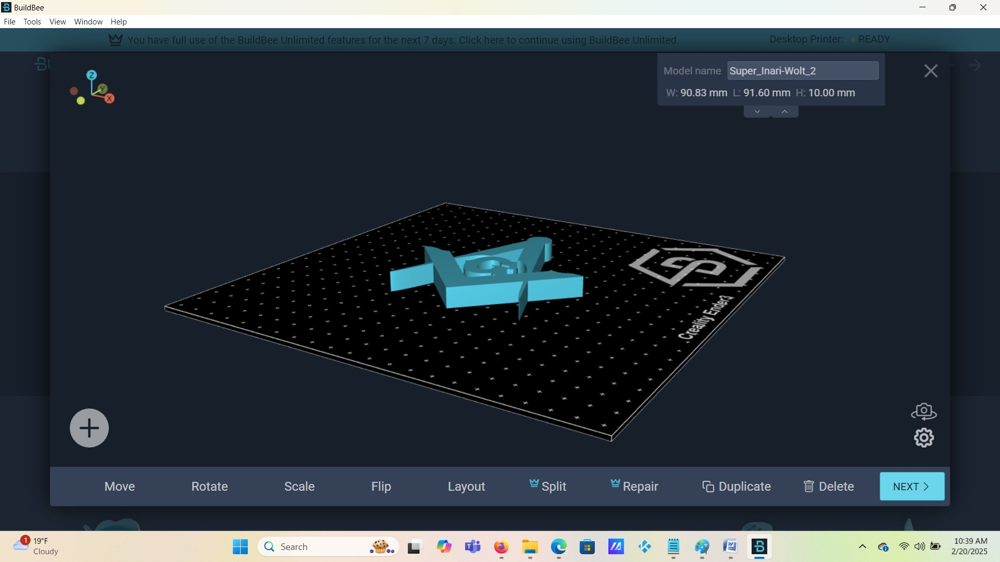 BuildBee
File Tools View Window Help
You have full use of the BuildBee Unlimited features for the next 7 days. Click here to continue using BuildBee Unlimited.
Desktop Printer: READY
Model name Super_Inari-Wolt_2
W: 90.83 mm L: 91.60 mm H: 10.00 mm
Z
Y
X
Creality Ender3
Move Rotate Scale Flip Layout Split Repair Duplicate Delete NEXT >
1
19°F
Cloudy
Search
10:39 AM
2/20/2025